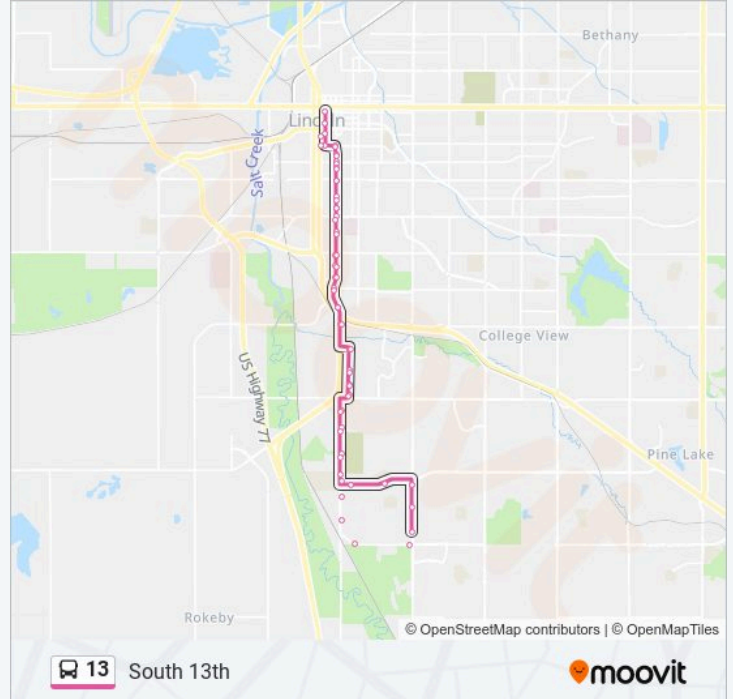 Bethany
Lincoln
Salt Creek
College View
US Highway 77
Pine Lake
Rokeby
© OpenStreetMap contributors | © OpenMapTiles
13 South 13th
moovit